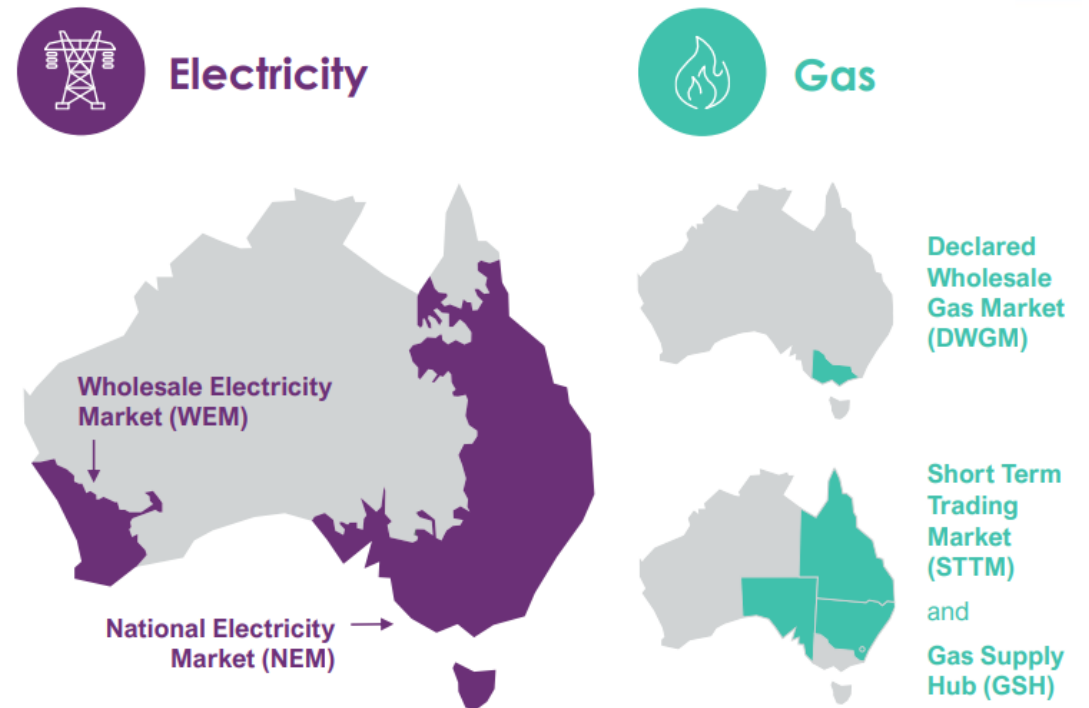 Electricity
Wholesale Electricity
Market (WEM)
National Electricity
Market (NEM)
Gas
Declared
Wholesale
Gas Market
(DWGM)
Short Term
Trading
Market
(STTM)
and
Gas Supply
Hub (GSH)